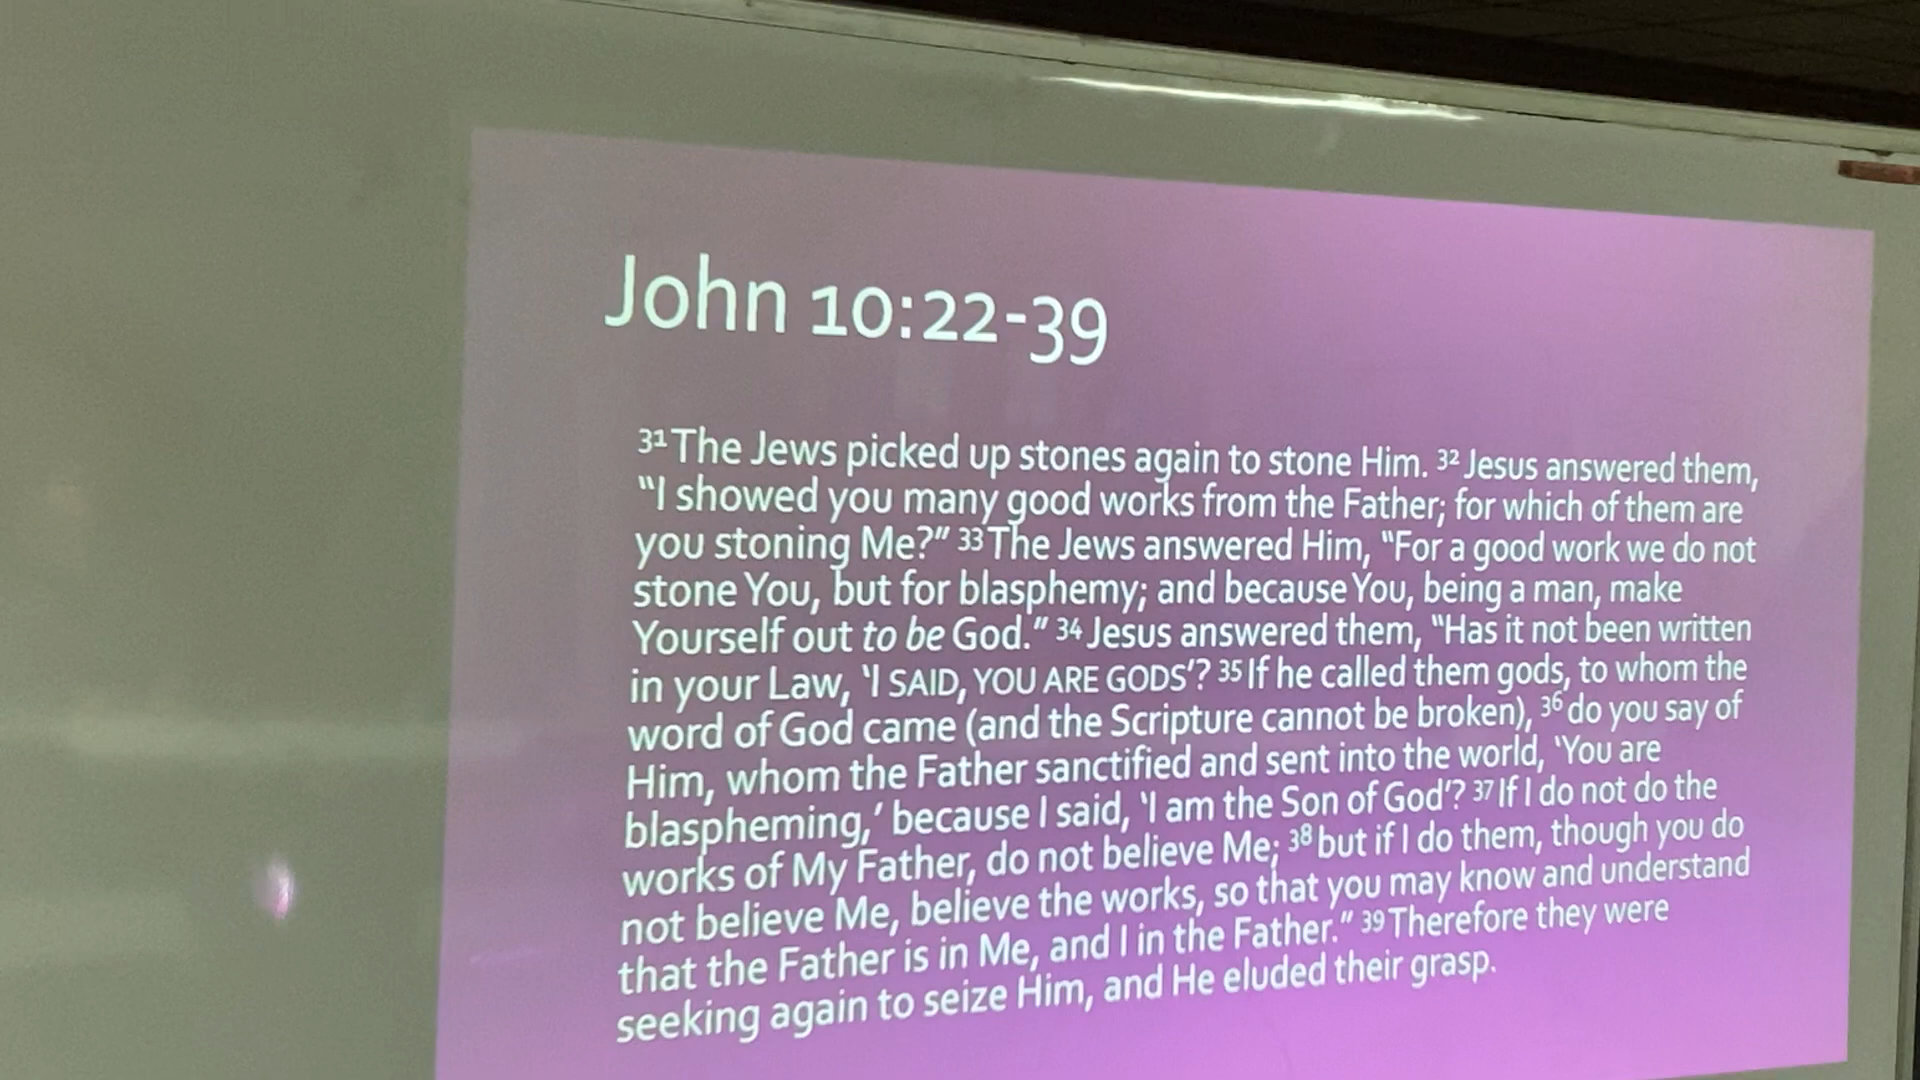 John 10:22-39
31 The Jews picked up stones again to stone Him. 32 Jesus answered them,
“I showed you many good works from the Father; for which of them are
you stoning Me?” 33 The Jews answered Him, “For a good work we do not
stone You, but for blasphemy; and because You, being a man, make
Yourself out to be God.” 34 Jesus answered them, “Has it not been written
in your Law, ‘I SAID, YOU ARE GODS’? 35 If he called them gods, to whom the
word of God came (and the Scripture cannot be broken), 36 do you say of
Him, whom the Father sanctified and sent into the world, ‘You are
blaspheming,’ because I said, ‘I am the Son of God’? 37 If I do not do the
works of My Father, do not believe Me; 38 but if I do them, though you do
not believe Me, believe the works, so that you may know and understand
that the Father is in Me, and I in the Father.” 39 Therefore they were
seeking again to seize Him, and He eluded their grasp.